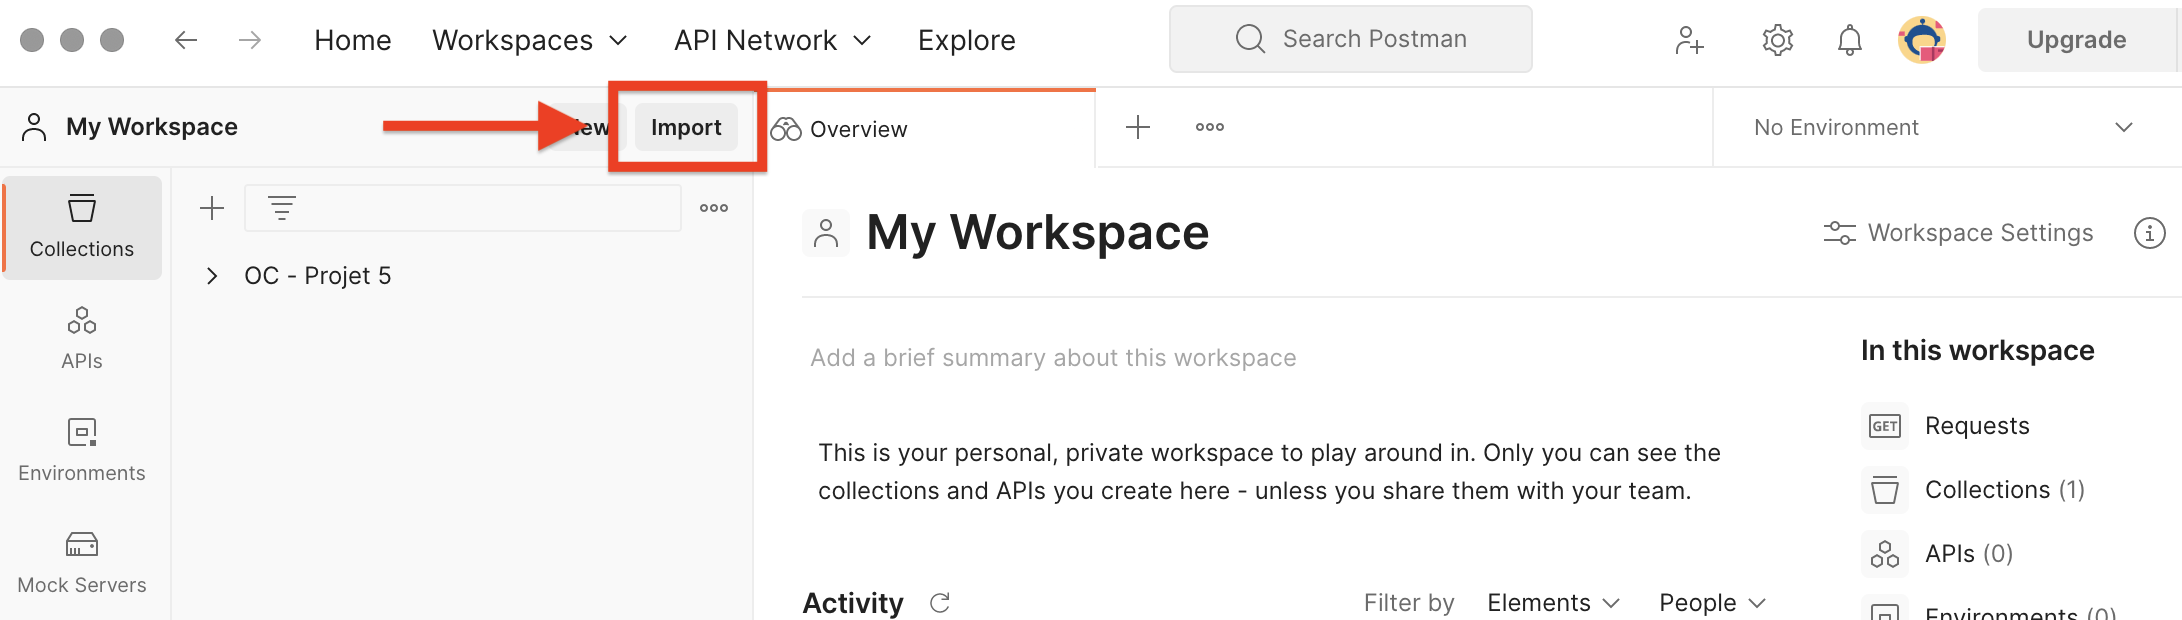 Home Workspaces API Network Explore Search Postman Upgrade
My Workspace Import Overview No Environment
Collections
OC - Projet 5
APIs
Environments
Mock Servers
My Workspace Workspace Settings
Add a brief summary about this workspace
This is your personal, private workspace to play around in. Only you can see the
collections and APIs you create here - unless you share them with your team.
Activity Filter by Elements People
In this workspace
GET Requests
Collections (1)
APIs (0)
Environments (0)